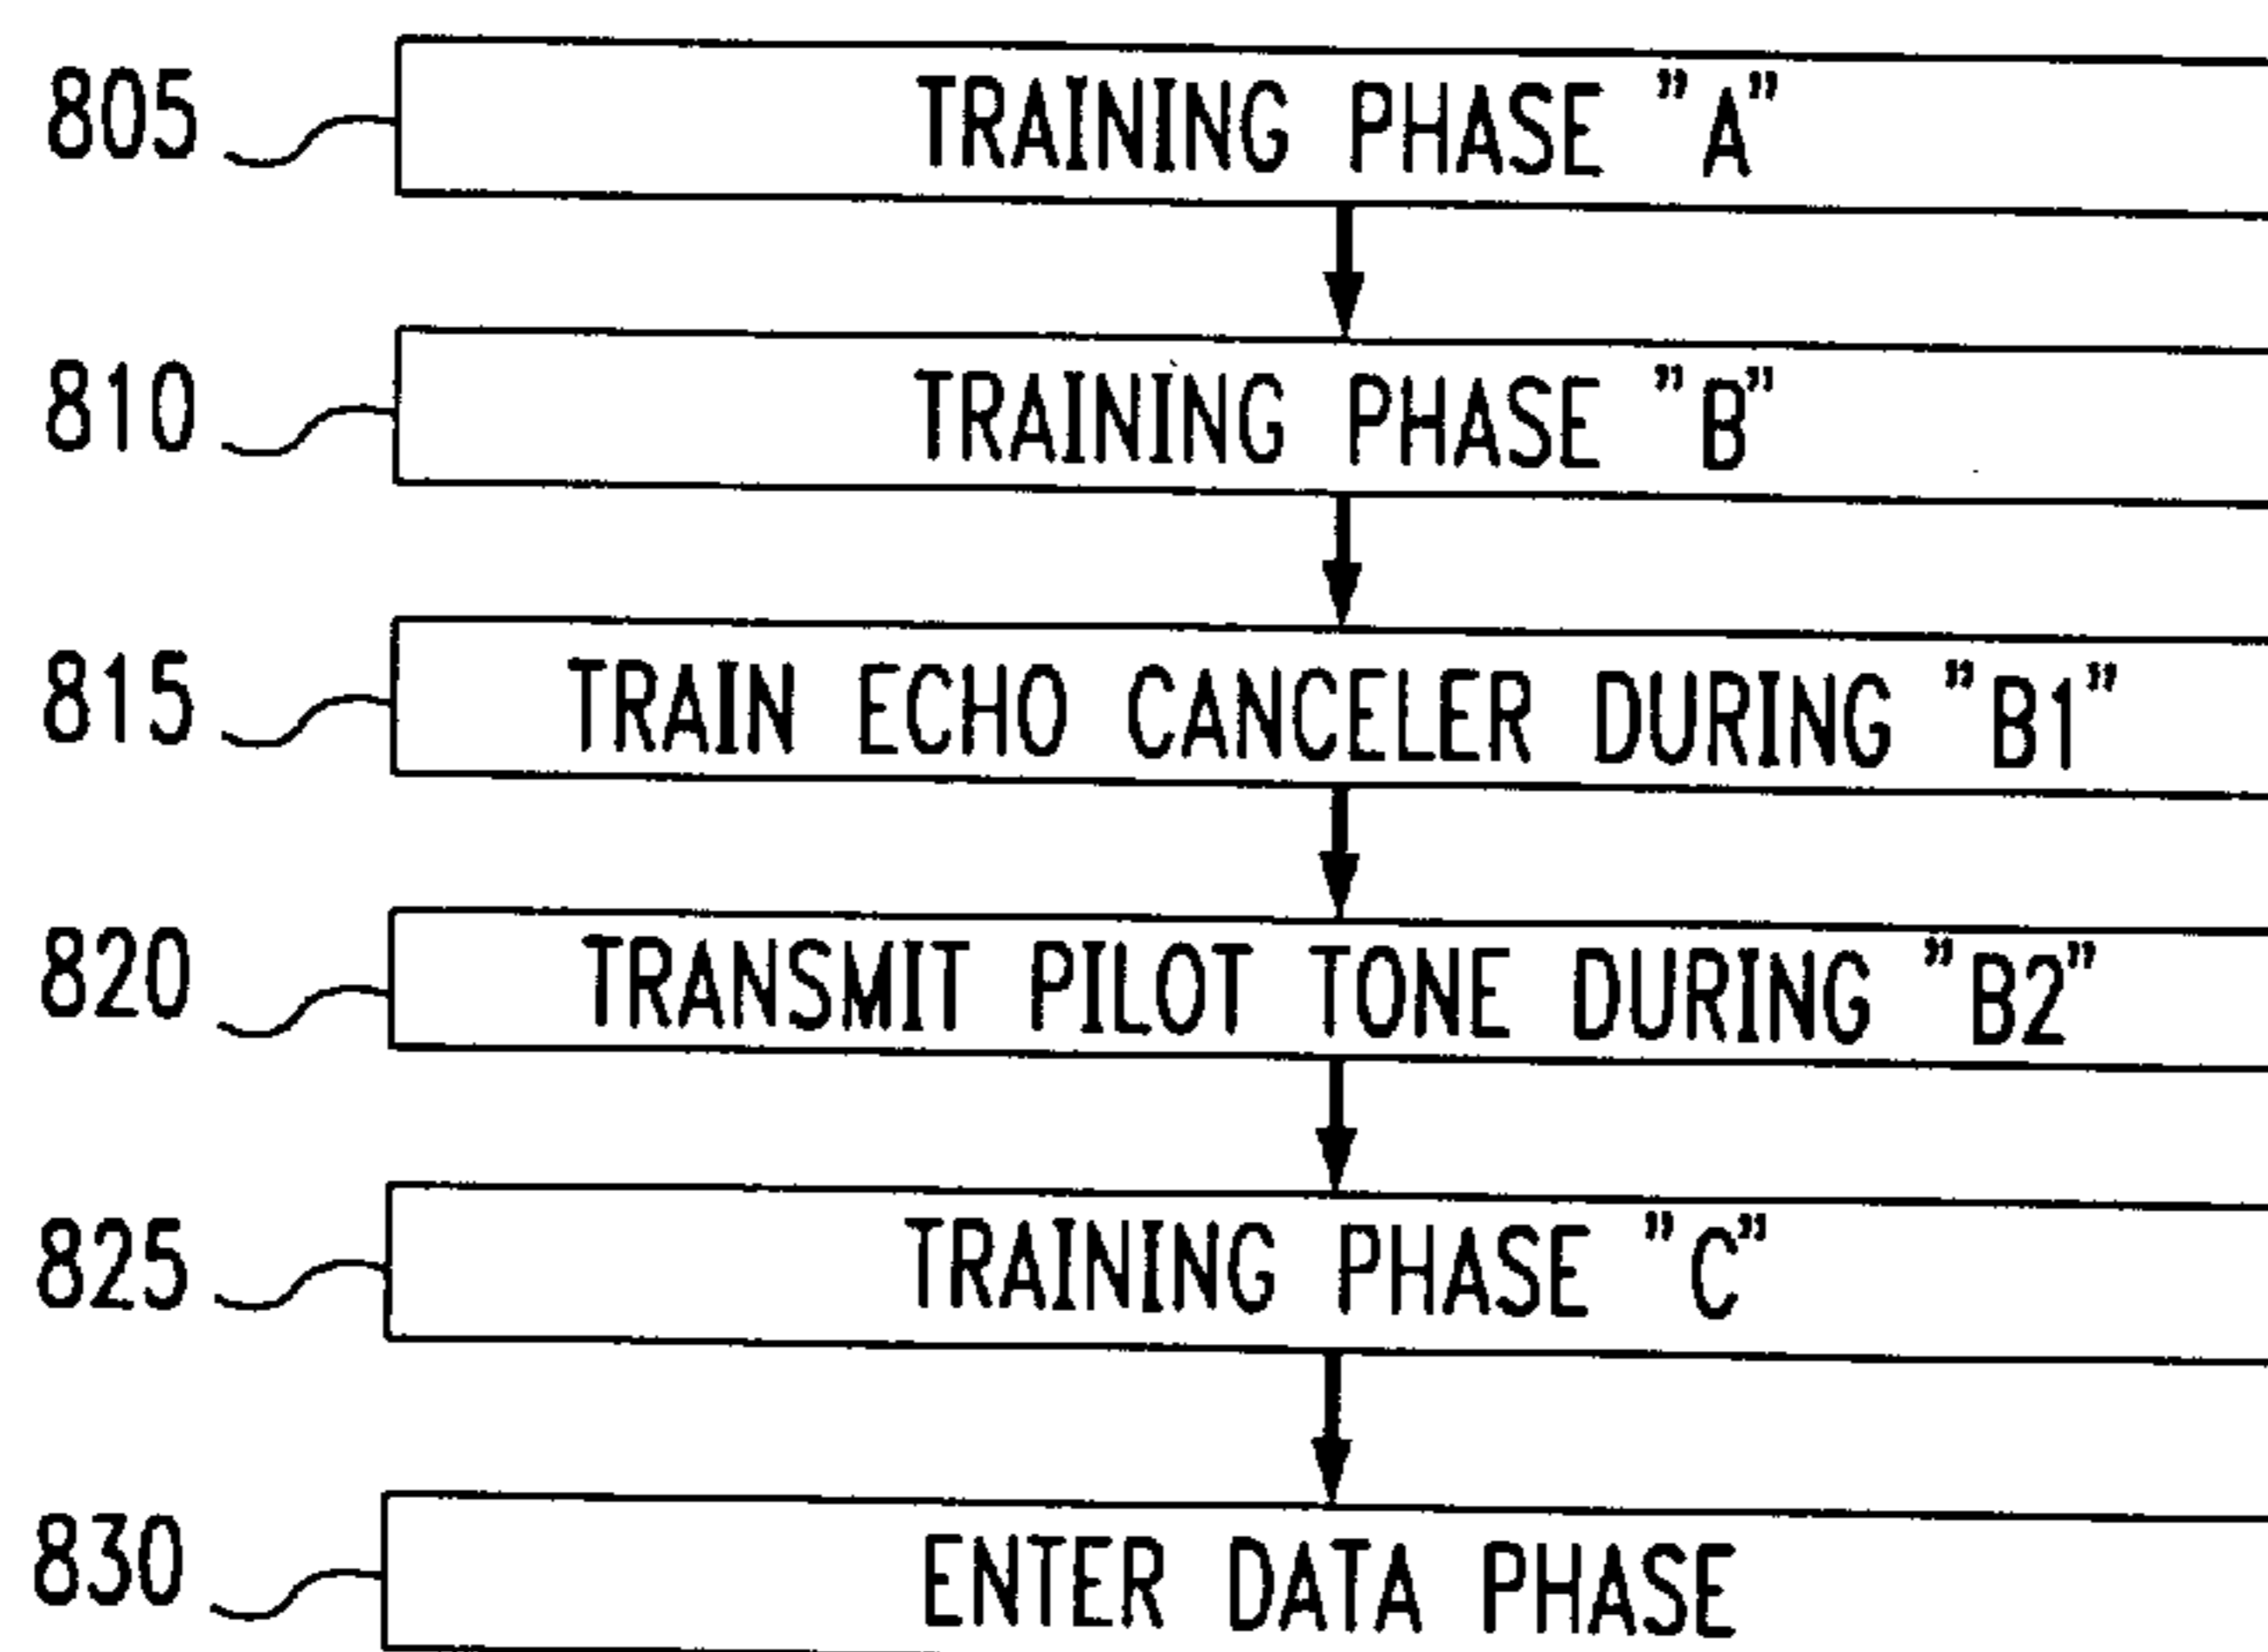 805 TRAINING PHASE "A"
810 TRAINING PHASE "B"
815 TRAIN ECHO CANCELER DURING "B1"
820 TRANSMIT PILOT TONE DURING "B2"
825 TRAINING PHASE "C"
830 ENTER DATA PHASE